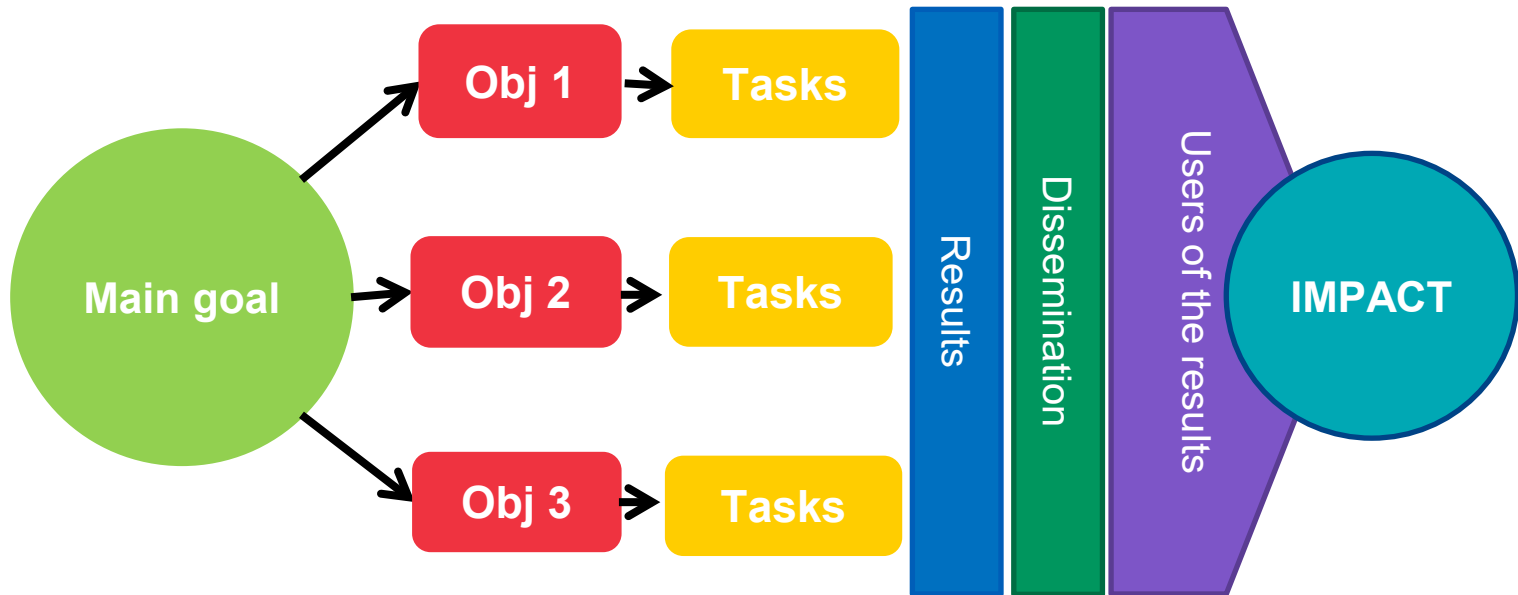 Main goal
Obj 1
Tasks
Obj 2
Tasks
Obj 3
Tasks
Results
Dissemination
Users of the results
IMPACT